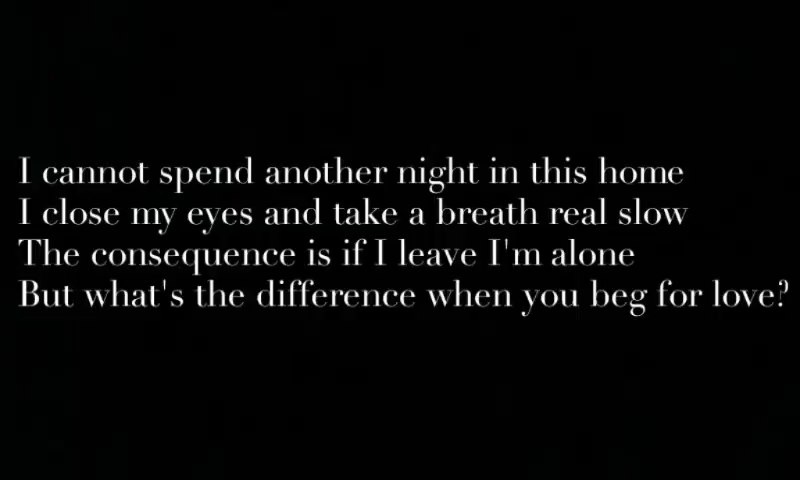 I cannot spend another night in this home
I close my eyes and take a breath real slow
The consequence is if I leave I'm alone
But what's the difference when you beg for love?